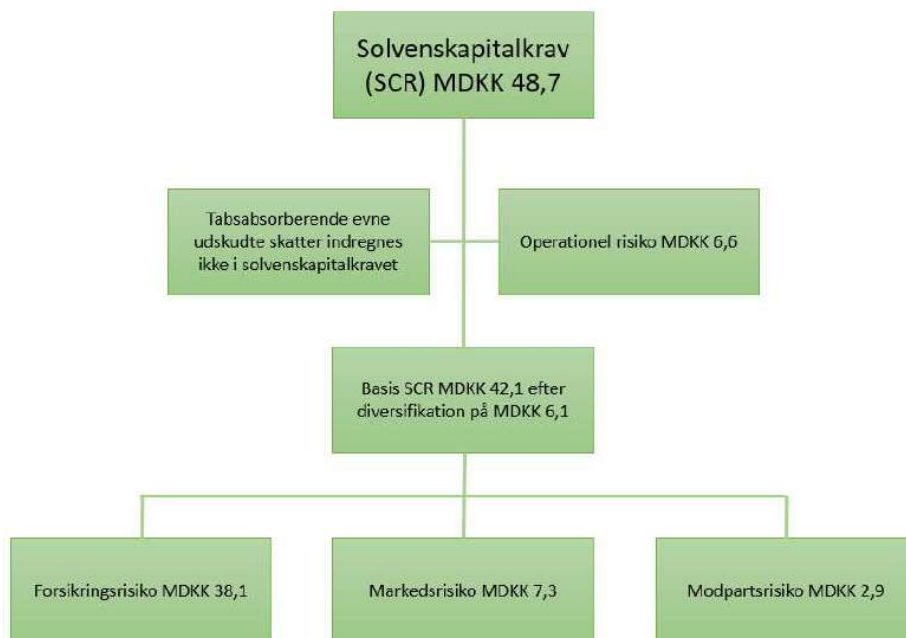 Solvenskapitalkrav
(SCR) MDKK 48,7
Tabsabsorberende evne
udskudte skatter indregnes
ikke i solvenskapitalkravet
Operationel risiko MDKK 6,6
Basis SCR MDKK 42,1 efter
diversifikation på MDKK 6,1
Forsikringsrisiko MDKK 38,1
Markedsrisiko MDKK 7,3
Modpartsrisiko MDKK 2,9